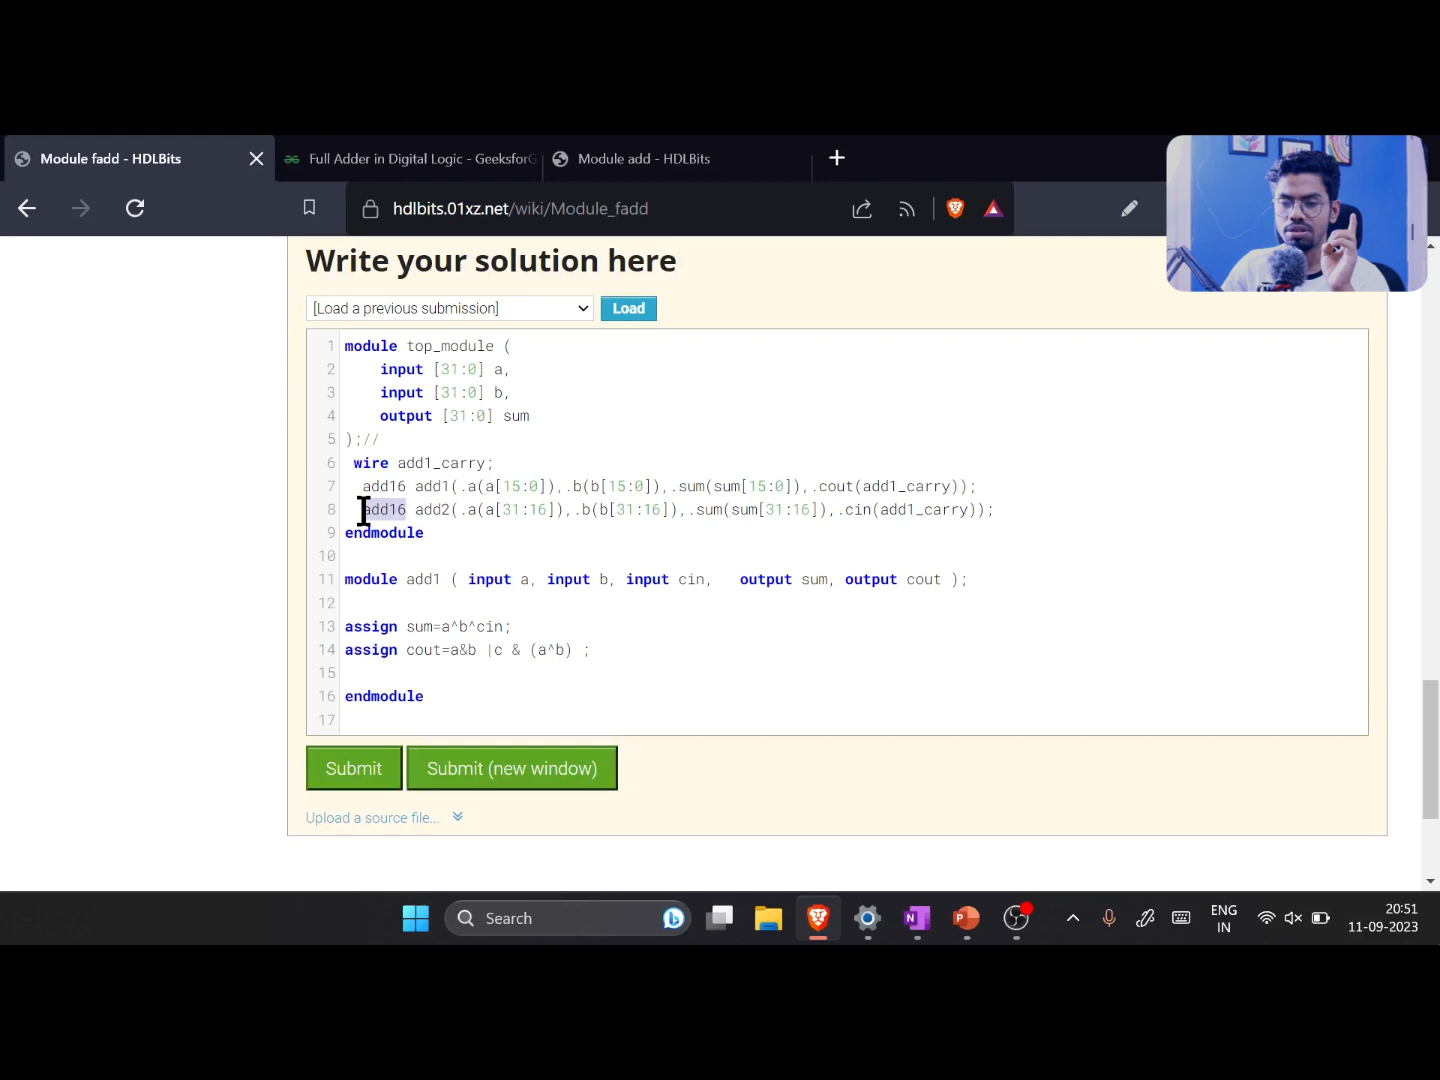 Module fadd - HDLBits
Full Adder in Digital Logic - GeeksforG
Module add - HDLBits
hdlbits.01xz.net/wiki/Module_fadd
Write your solution here
[Load a previous submission]
Load
1 module top_module (
2 input [31:0] a,
3 input [31:0] b,
4 output [31:0] sum
5 );//
6 wire add1_carry;
7 add16 add1(.a(a[15:0]),.b(b[15:0]),.sum(sum[15:0]),.cout(add1_carry));
8 add16 add2(.a(a[31:16]),.b(b[31:16]),.sum(sum[31:16]),.cin(add1_carry));
9 endmodule
10
11 module add1 ( input a, input b, input cin, output sum, output cout );
12
13 assign sum=a^b^cin;
14 assign cout=a&b |c & (a^b) ;
15
16 endmodule
17
Submit
Submit (new window)
Upload a source file...
Search
ENG
IN
20:51
11-09-2023